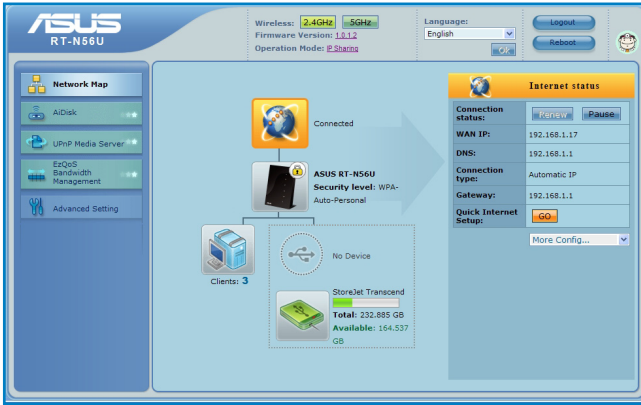 ASUS
RT-N56U
Wireless: 2.4GHz 5GHz
Firmware Version: 1.0.1.2
Operation Mode: IP Sharing
Language:
English
OK
Logout
Reboot
Network Map
AiDisk
UPnP Media Server
EzQoS
Bandwidth
Management
Advanced Setting
Connected
ASUS RT-N56U
Security level: WPA-
Auto-Personal
Clients: 3
No Device
StoreJet Transcend
Total: 232.885 GB
Available: 164.537
GB
Internet status
Connection
status:
Renew Pause
WAN IP: 192.168.1.17
DNS: 192.168.1.1
Connection
type:
Automatic IP
Gateway: 192.168.1.1
Quick Internet
Setup:
GO
More Config...